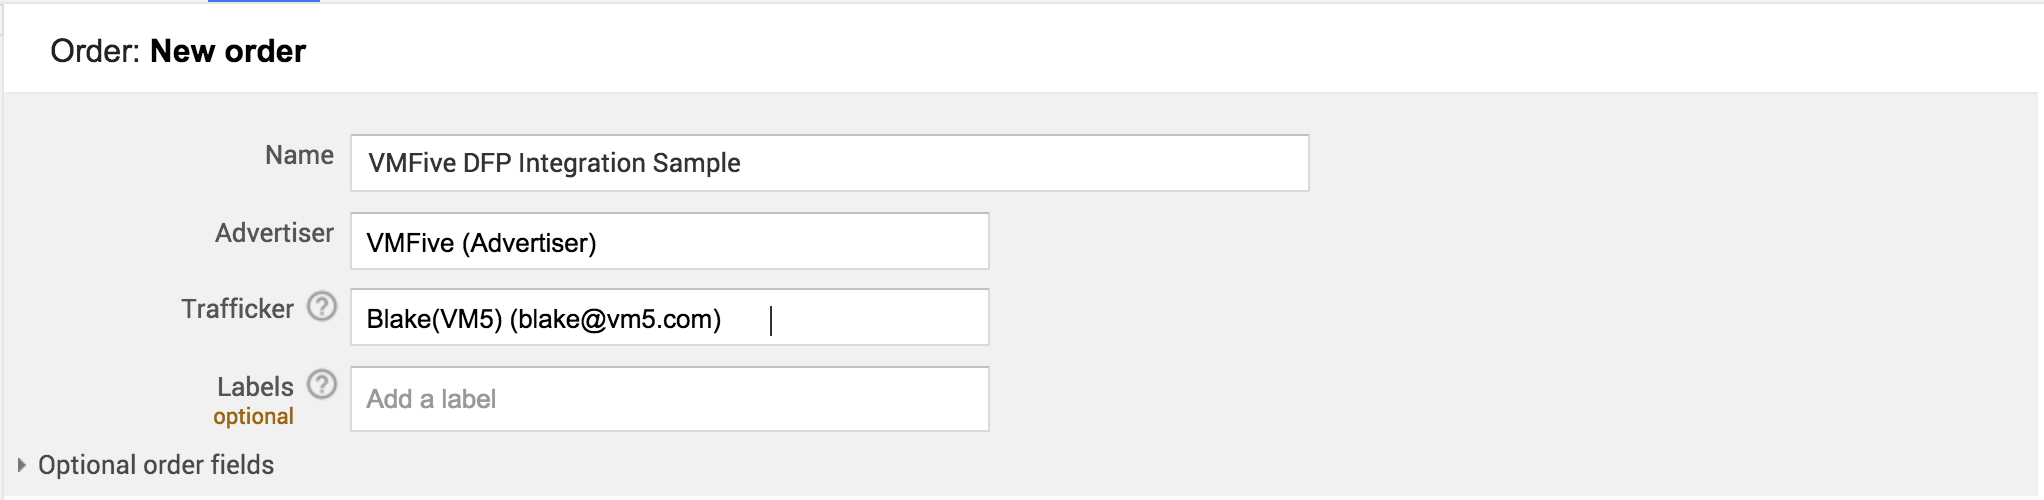 Order: New order
Name VMFive DFP Integration Sample
Advertiser VMFive (Advertiser)
Trafficker ? Blake(VM5) (blake@vm5.com)
Labels ? Add a label
optional
Optional order fields